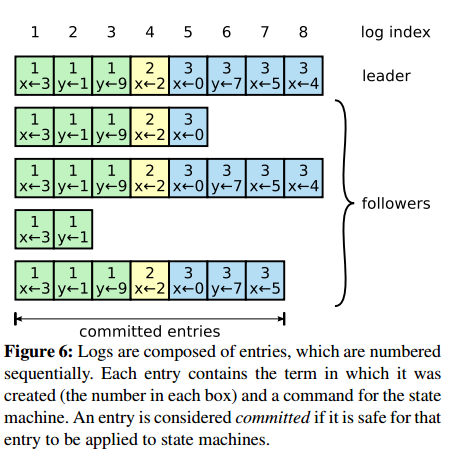 1 2 3 4 5 6 7 8 log index
1 1 1 2 3 3 3 3
x←3 y←1 y←9 x←2 x←0 y←7 x←5 x←4
leader
1 1 1 2 3
x←3 y←1 y←9 x←2 x←0
1 1 1 2 3 3 3 3
x←3 y←1 y←9 x←2 x←0 y←7 x←5 x←4
followers
1 1
x←3 y←1
1 1 1 2 3 3 3
x←3 y←1 y←9 x←2 x←0 y←7 x←5
committed entries
Figure 6: Logs are composed of entries, which are numbered
sequentially. Each entry contains the term in which it was
created (the number in each box) and a command for the state
machine. An entry is considered committed if it is safe for that
entry to be applied to state machines.